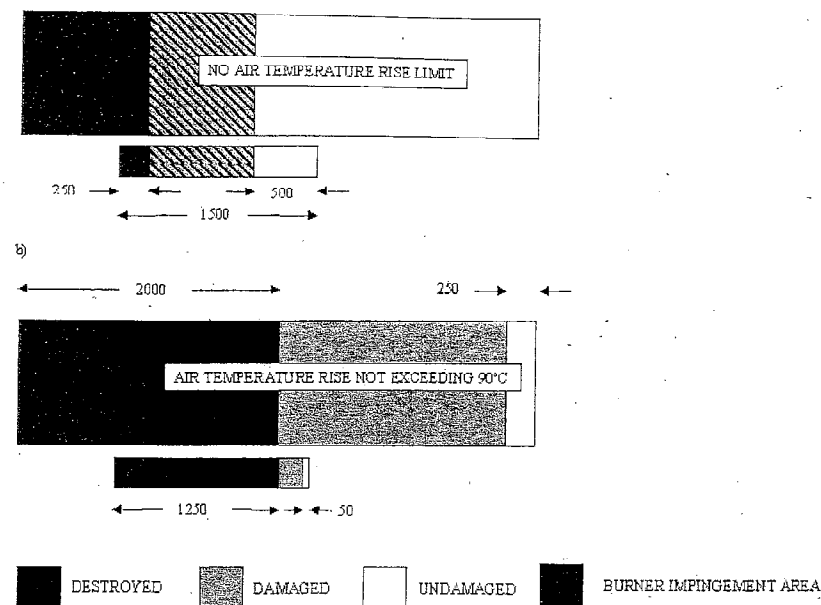 NO AIR TEMPERATURE RISE LIMIT
250
500
1500
b)
2000
250
AIR TEMPERATURE RISE NOT EXCEEDING 90°C
1250
50
DESTROYED
DAMAGED
UNDAMAGED
BURNER IMPINGEMENT AREA